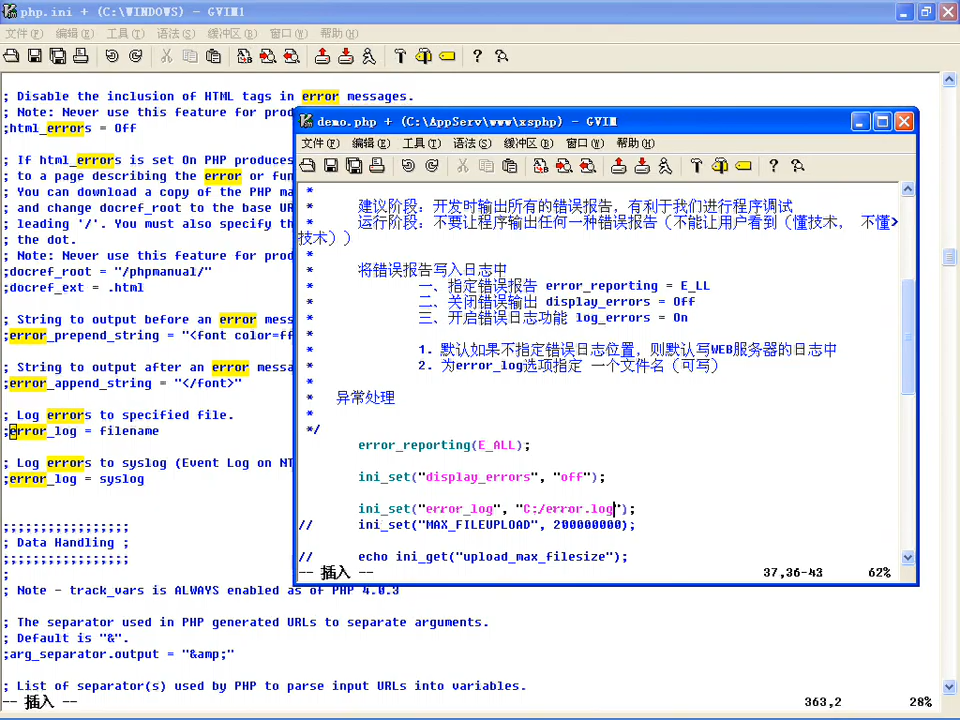 php.ini + (C:\WINDOWS) - GVIM1
文件(F) 编辑(E) 工具(T) 语法(S) 缓冲区(B) 窗口(W) 帮助(H)
; Disable the inclusion of HTML tags in error messages.
; Note: Never use this feature for prod
;html_errors = Off
; If html_errors is set On PHP produces
; to a page describing the error or fun
; You can download a copy of the PHP ma
; and change docref_root to the base UR
; leading '/'. You must also specify th
; the dot.
; Note: Never use this feature for prod
;docref_root = "/phpmanual/"
;docref_ext = .html
; String to output before an error mess
;error_prepend_string = "<font color=ff
; String to output after an error messa
;error_append_string = "</font>"
; Log errors to specified file.
;error_log = filename
; Log errors to syslog (Event Log on NT
;error_log = syslog
;;;;;;;;;;;;;;;;;
; Data Handling ;
;;;;;;;;;;;;;;;;;
;
; Note - track_vars is ALWAYS enabled as of PHP 4.0.3
; The separator used in PHP generated URLs to separate arguments.
; Default is "&".
;arg_separator.output = "&amp;"
; List of separator(s) used by PHP to parse input URLs into variables.
-- 插入 -- 363,2 28%
demo.php + (C:\AppServ\www\xsphp) - GVIM
文件(F) 编辑(E) 工具(T) 语法(S) 缓冲区(B) 窗口(W) 帮助(H)
*
* 建议阶段：开发时输出所有的错误报告，有利于我们进行程序调试
* 运行阶段：不要让程序输出任何一种错误报告（不能让用户看到（懂技术， 不懂>
技术））
*
* 将错误报告写入日志中
* 一、指定错误报告 error_reporting = E_LL
* 二、关闭错误输出 display_errors = Off
* 三、开启错误日志功能 log_errors = On
*
* 1. 默认如果不指定错误日志位置，则默认写WEB服务器的日志中
* 2. 为error_log选项指定 一个文件名（可写）
*
* 异常处理
*
*/
error_reporting(E_ALL);
ini_set("display_errors", "off");
ini_set("error_log", "C:/error.log");
// ini_set("MAX_FILEUPLOAD", 200000000);
// echo ini_get("upload_max_filesize");
-- 插入 -- 37,36-43 62%